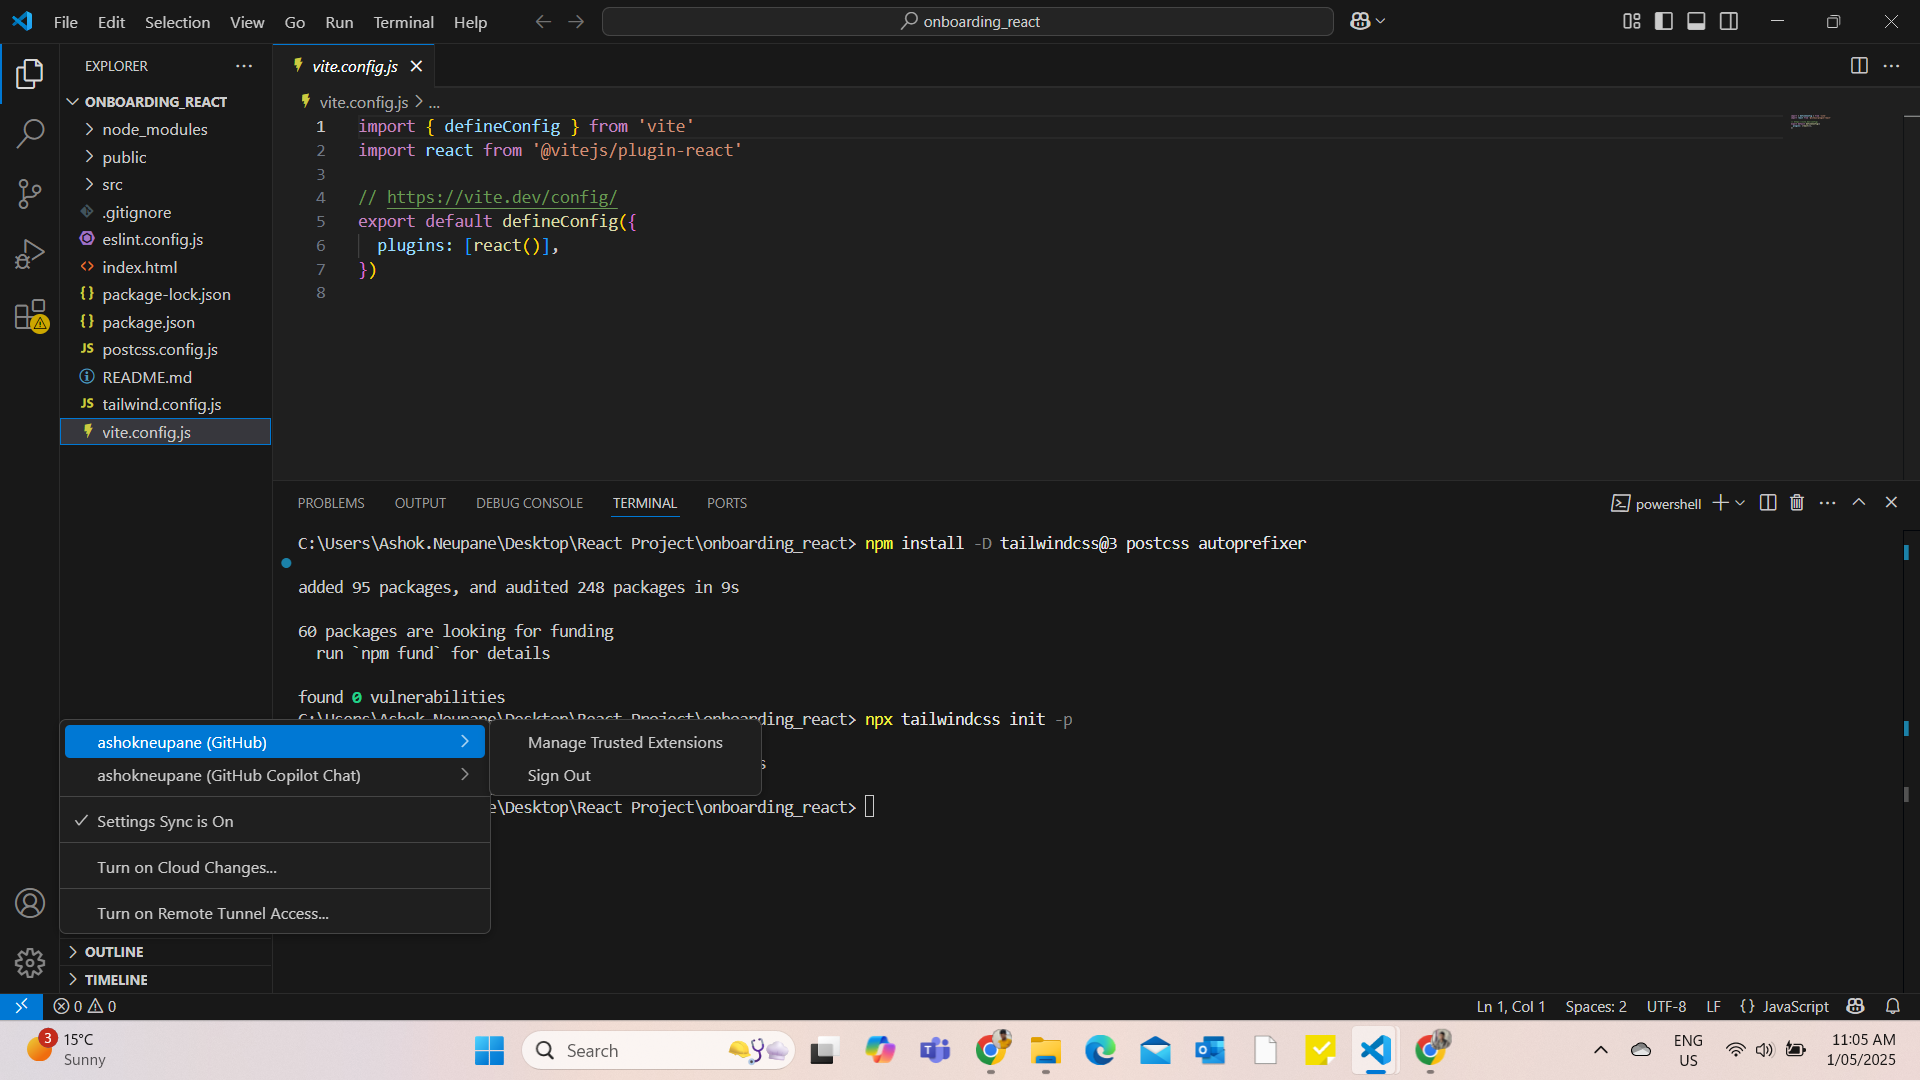 File Edit Selection View Go Run Terminal Help
onboarding_react
EXPLORER
ONBOARDING_REACT
node_modules
public
src
.gitignore
eslint.config.js
index.html
package-lock.json
package.json
postcss.config.js
README.md
tailwind.config.js
vite.config.js
OUTLINE
TIMELINE
vite.config.js
vite.config.js > ...
1 import { defineConfig } from 'vite'
2 import react from '@vitejs/plugin-react'
3
4 // https://vite.dev/config/
5 export default defineConfig({
6 plugins: [react()],
7 })
8
PROBLEMS OUTPUT DEBUG CONSOLE TERMINAL PORTS
powershell
C:\Users\Ashok.Neupane\Desktop\React Project\onboarding_react> npm install -D tailwindcss@3 postcss autoprefixer
added 95 packages, and audited 248 packages in 9s
60 packages are looking for funding
run `npm fund` for details
found 0 vulnerabilities
C:\Users\Ashok.Neupane\Desktop\React Project\onboarding_react> npx tailwindcss init -p
s
e\Desktop\React Project\onboarding_react>
ashokneupane (GitHub)
ashokneupane (GitHub Copilot Chat)
Settings Sync is On
Turn on Cloud Changes...
Turn on Remote Tunnel Access...
Manage Trusted Extensions
Sign Out
0 0
Ln 1, Col 1 Spaces: 2 UTF-8 LF {} JavaScript
3
15°C
Sunny
Search
ENG
US
11:05 AM
1/05/2025